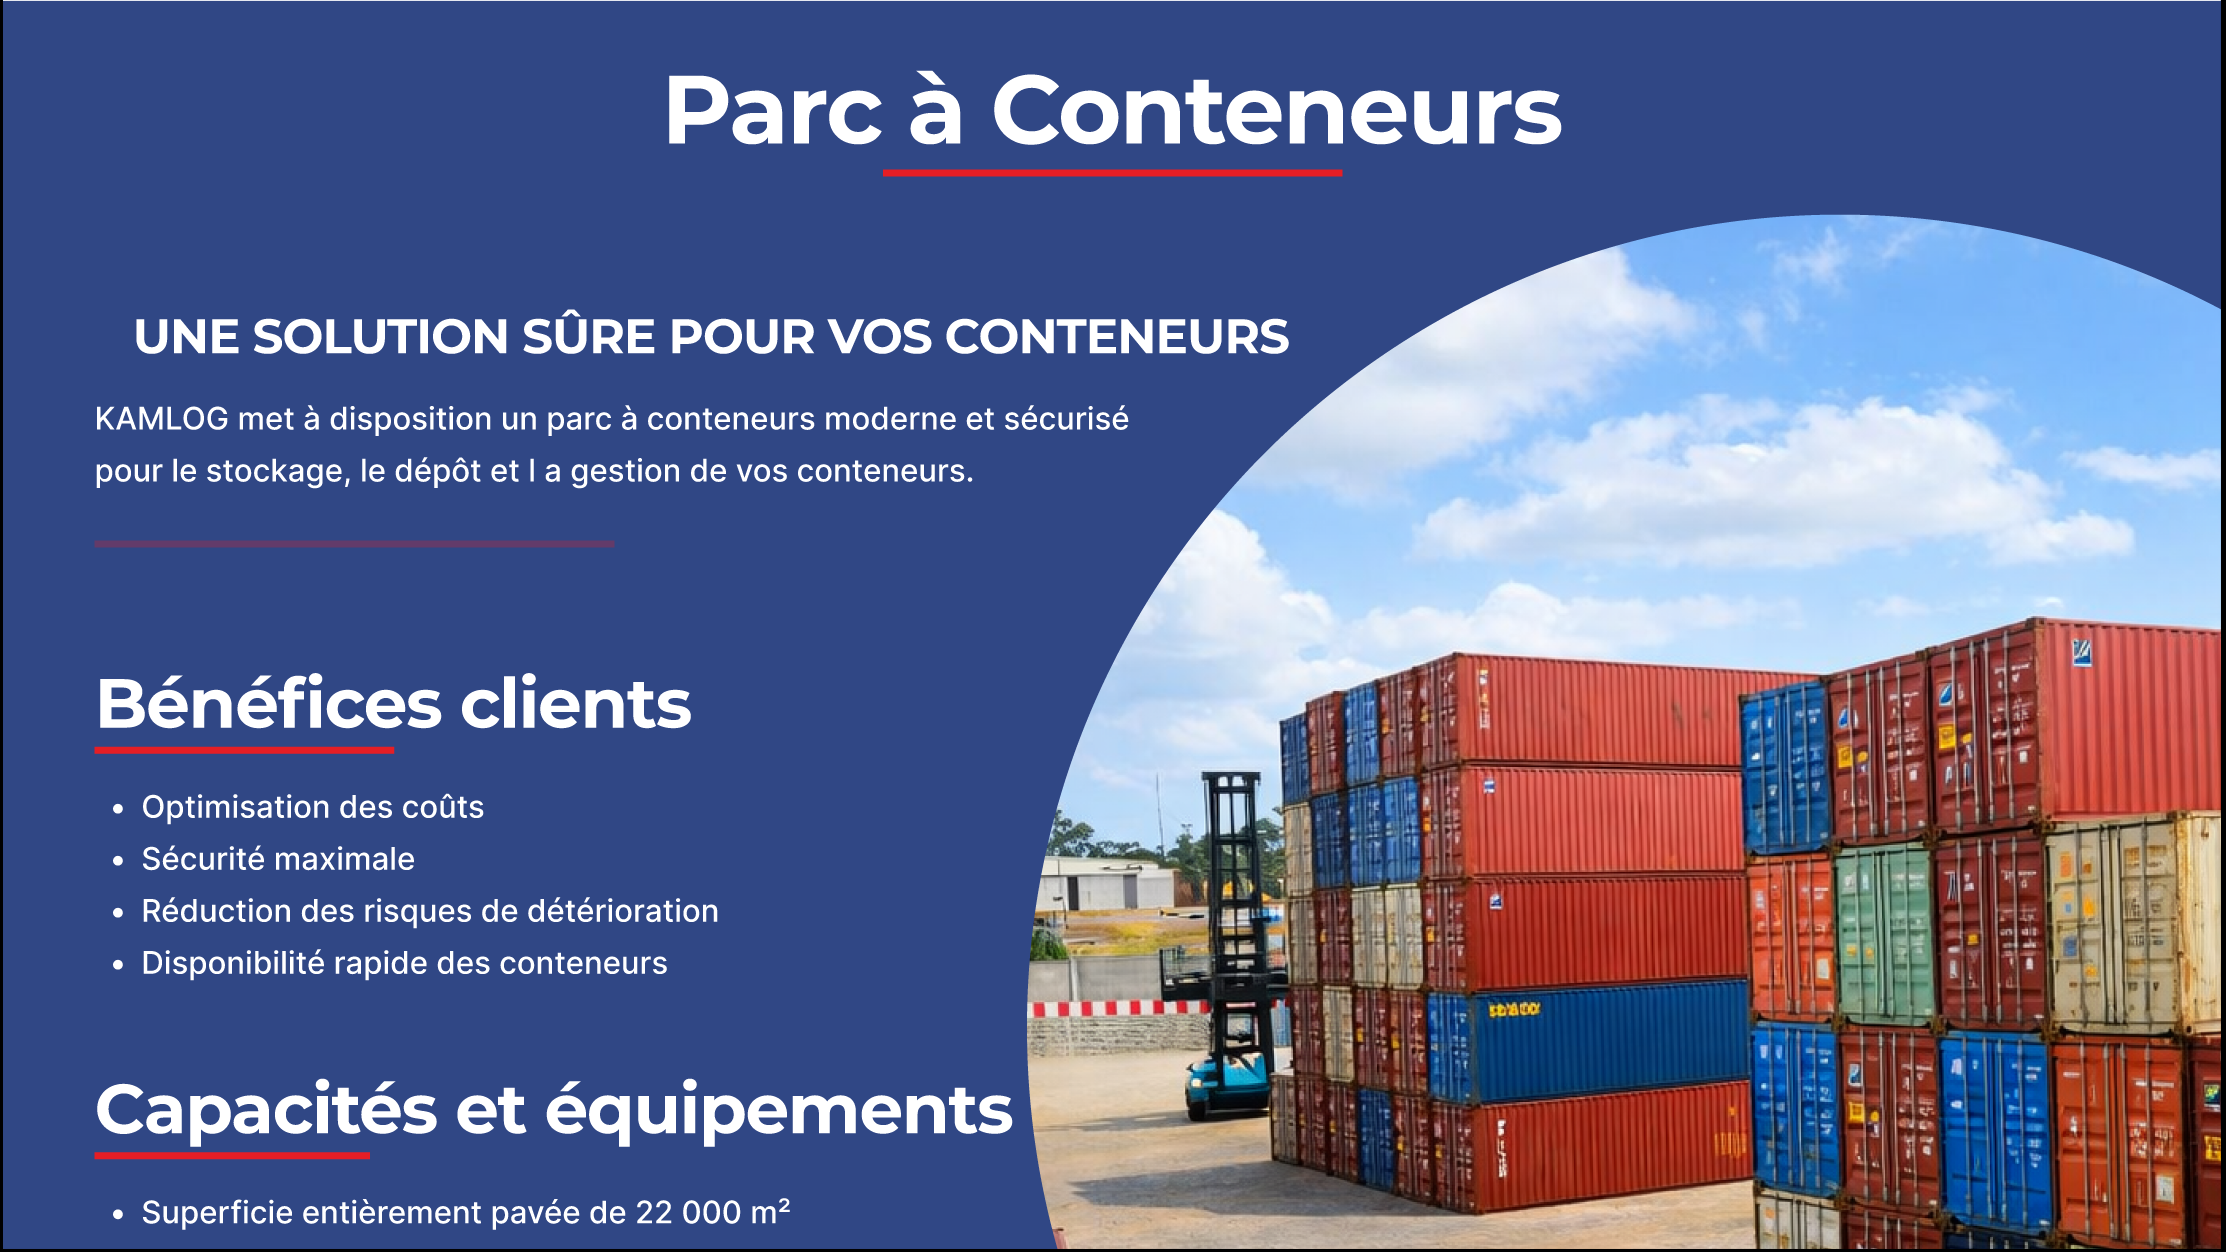 Parc à Conteneurs
UNE SOLUTION SÛRE POUR VOS CONTENEURS
KAMLOG met à disposition un parc à conteneurs moderne et sécurisé
pour le stockage, le dépôt et l a gestion de vos conteneurs.
Bénéfices clients
• Optimisation des coûts
• Sécurité maximale
• Réduction des risques de détérioration
• Disponibilité rapide des conteneurs
Capacités et équipements
• Superficie entièrement pavée de 22 000 m²